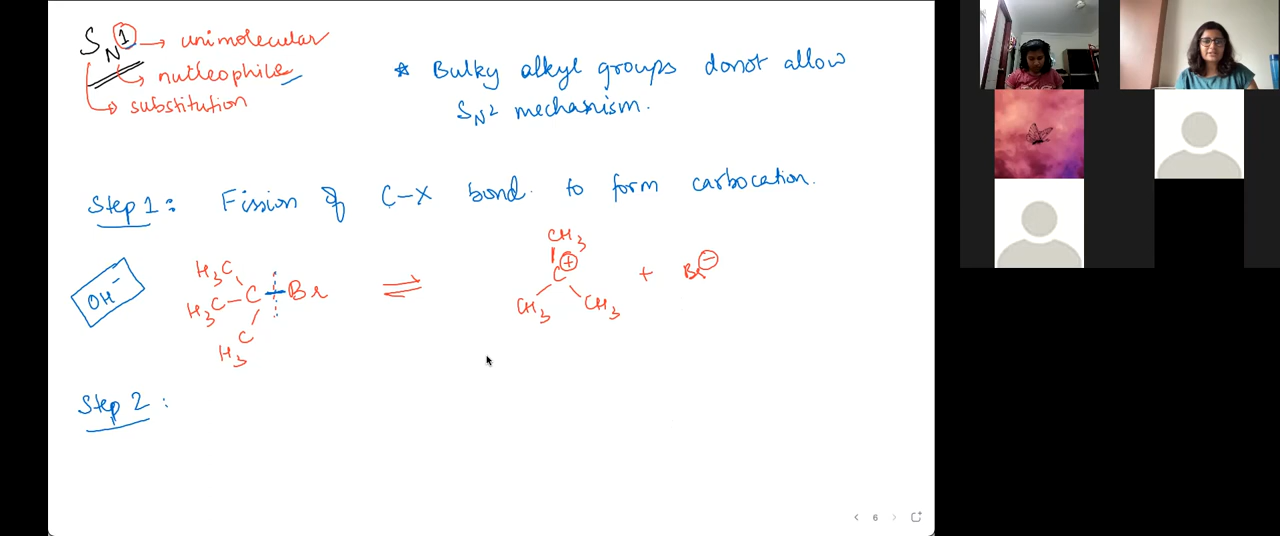 SN1 → unimolecular
→ nucleophile
→ substitution
* Bulky alkyl groups donot allow
SN2 mechanism.
Step 1: Fission of C-X bond. to form carbocation.
OH⁻
H3C
H3C-C-Br
H3C
⇌
CH3
C⊕
CH3 CH3
+ Br⊖
Step 2:
< 6 >